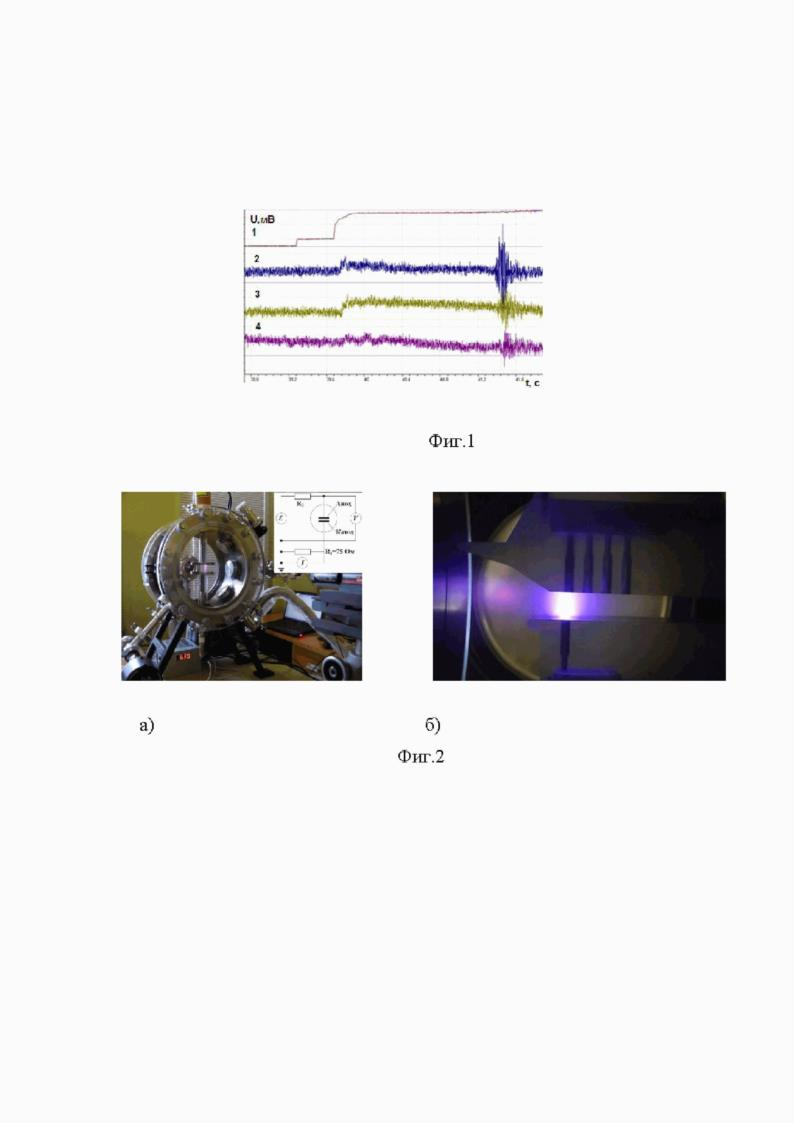 U,mB
1
2
3
4
t, c
Фиг.1
R₁
Анод
E
V
Катод
R₂=75 Ом
I
а)
б)
Фиг.2